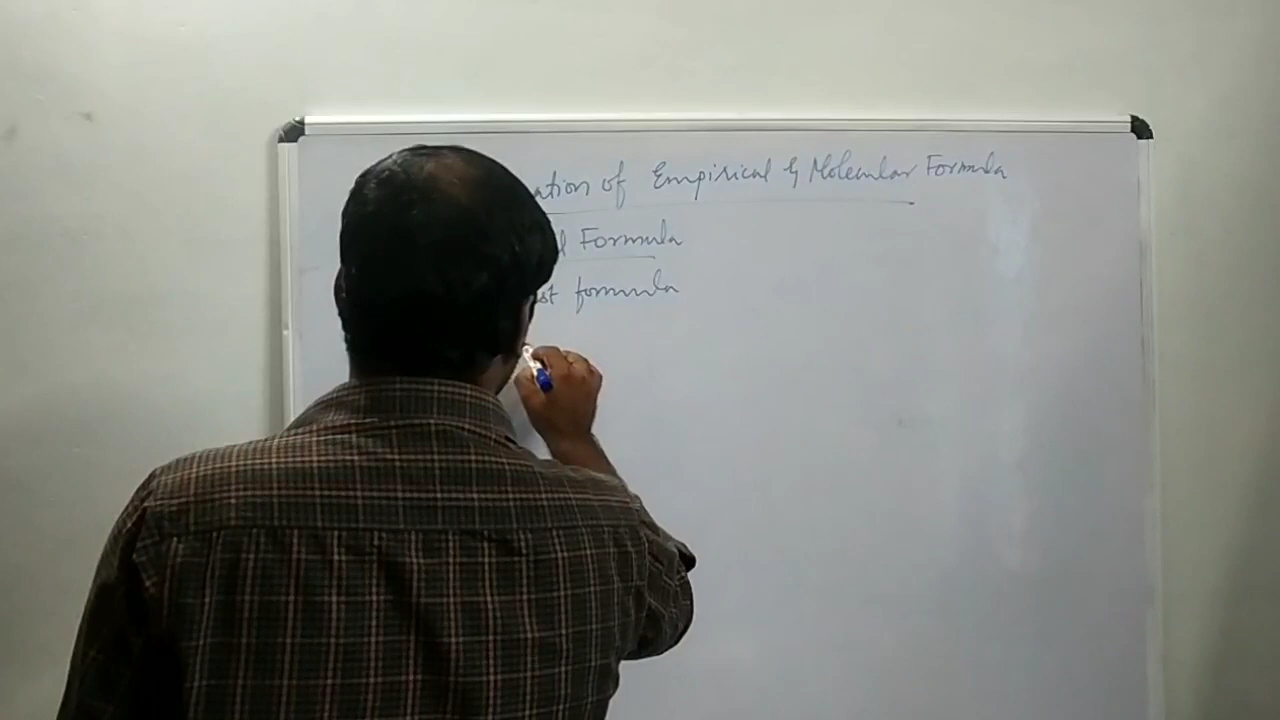 ation of Empirical & Molecular Formula
l Formula
st formula